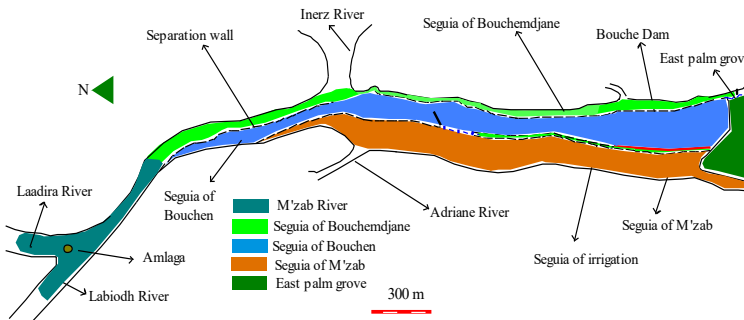 Inerz River
Seguia of Bouchemdjane
Separation wall
Bouche Dam
East palm grove
N
Laadira River
Seguia of
Bouchen
M'zab River
Adriane River
Seguia of M'zab
Seguia of Bouchemdjane
Seguia of Bouchen
Amlaga
Seguia of irrigation
Seguia of M'zab
East palm grove
Labiodh River
300 m